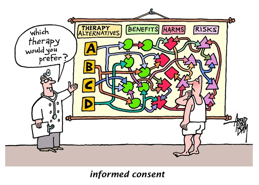 which
therapy
would you
prefer?
THERAPY
ALTERNATIVES
BENEFITS
HARMS
RISKS
A
B
C
D
informed consent